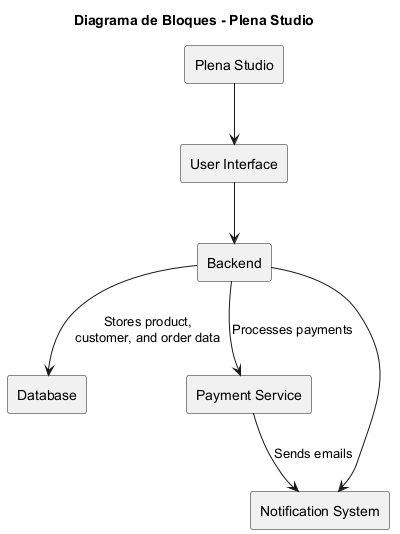 Diagrama de Bloques - Plena Studio
Plena Studio
User Interface
Backend
Stores product,
customer, and order data
Processes payments
Database
Payment Service
Sends emails
Notification System